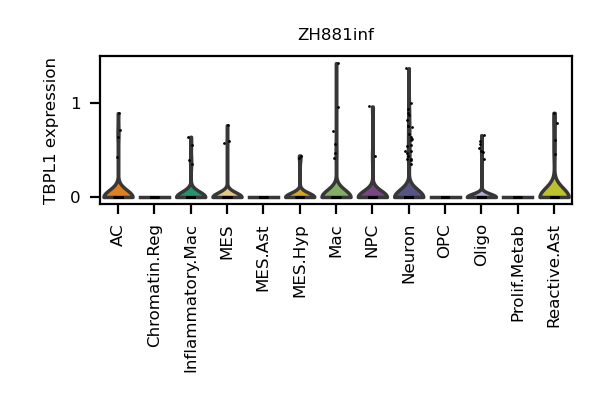 ZH881inf
TBPL1 expression
1
0
AC
Chromatin.Reg
Inflammatory.Mac
MES
MES.Ast
MES.Hyp
Mac
NPC
Neuron
OPC
Oligo
Prolif.Metab
Reactive.Ast